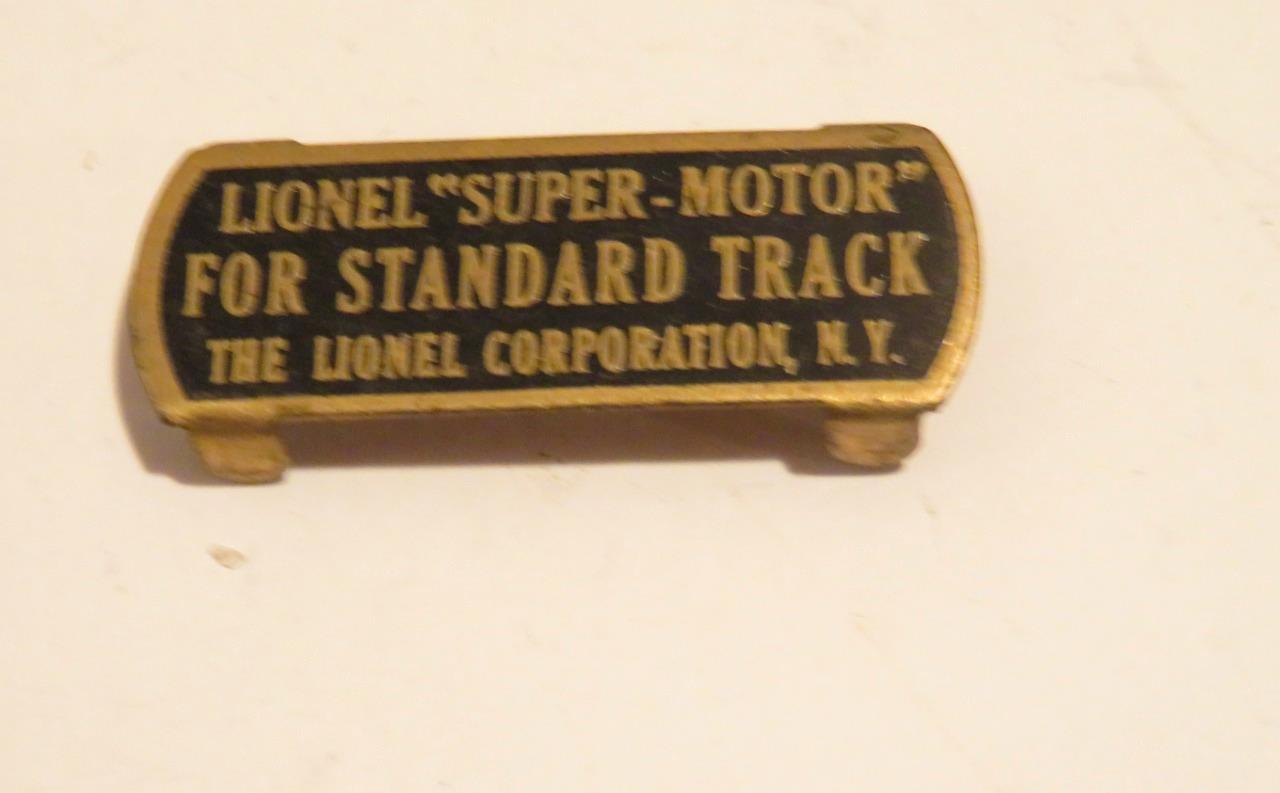 LIONEL "SUPER-MOTOR"
FOR STANDARD TRACK
THE LIONEL CORPORATION, N.Y.